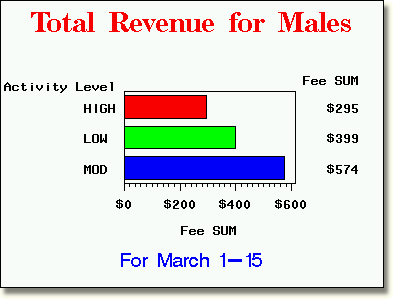 Total Revenue for Males
Activity Level Fee SUM
HIGH $295
LOW $399
MOD $574
$0 $200 $400 $600
Fee SUM
For March 1-15